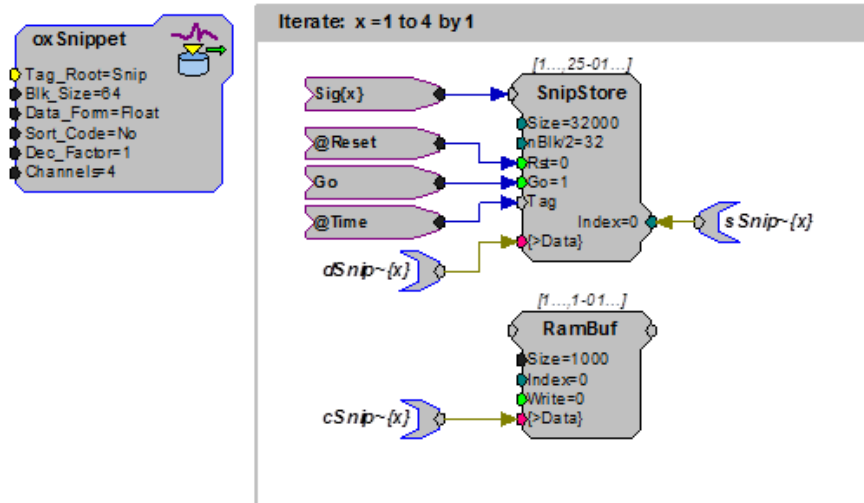 oxSnippet
Tag_Root=Snip
Blk_Size=64
Data_Form=Float
Sort_Code=No
Dec_Factor=1
Channels=4
Iterate: x =1 to 4 by 1
[1...,25-01...]
SnipStore
Sig{x}
Size=32000
nBlk/2=32
@Reset
Rst=0
Go
Go=1
@Time
Tag
Index=0
sSnip~{x}
{>Data}
dSnip~{x}
[1...,1-01...]
RamBuf
Size=1000
Index=0
Write=0
cSnip~{x}
{>Data}